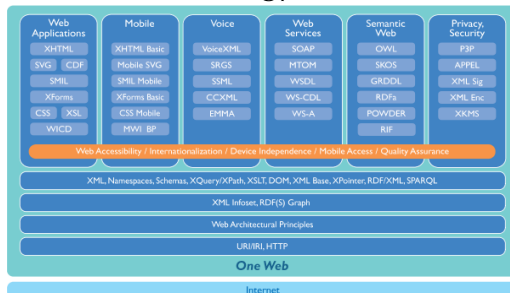 Web Applications
XHTML
SVG CDF
SMIL
XForms
CSS XSL
WICD
Mobile
XHTML Basic
Mobile SVG
SMIL Mobile
XForms Basic
CSS Mobile
MWI BP
Voice
VoiceXML
SRGS
SSML
CCXML
EMMA
Web Services
SOAP
MTOM
WSDL
WS-CDL
WS-A
Semantic Web
OWL
SKOS
GRDDL
RDFa
POWDER
RIF
Privacy, Security
P3P
APPEL
XML Sig
XML Enc
XKMS
Web Accessibility / Internationalization / Device Independence / Mobile Access / Quality Assurance
XML, Namespaces, Schemas, XQuery/XPath, XSLT, DOM, XML Base, XPointer, RDF/XML, SPARQL
XML Infoset, RDF(S) Graph
Web Architectural Principles
URI/IRI, HTTP
One Web
Internet